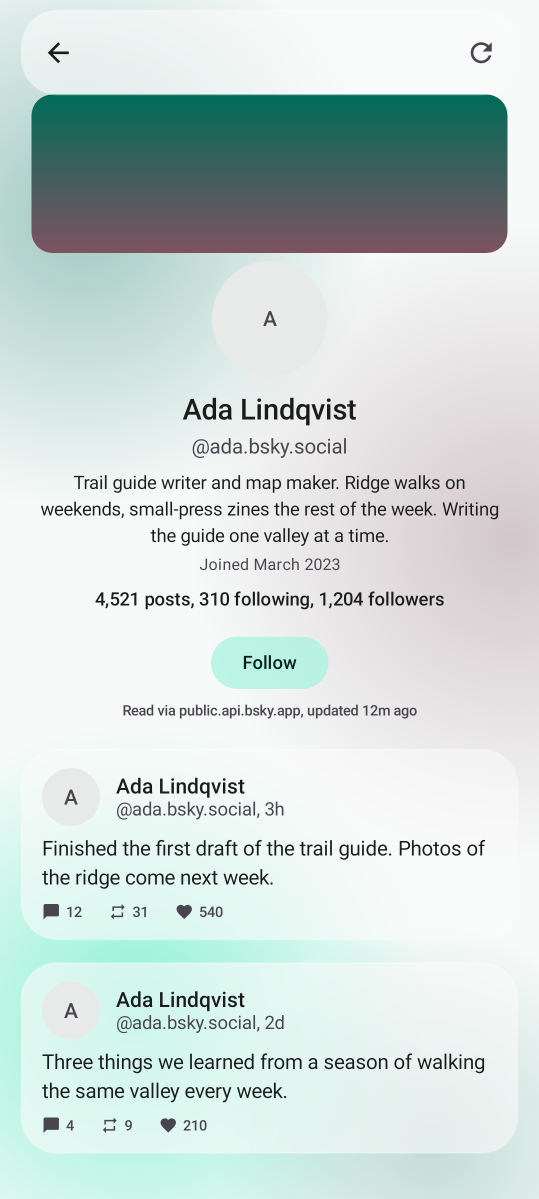 A
Ada Lindqvist
@ada.bsky.social
Trail guide writer and map maker. Ridge walks on
weekends, small-press zines the rest of the week. Writing
the guide one valley at a time.
Joined March 2023
4,521 posts, 310 following, 1,204 followers
Follow
Read via public.api.bsky.app, updated 12m ago
A
Ada Lindqvist
@ada.bsky.social, 3h
Finished the first draft of the trail guide. Photos of
the ridge come next week.
12 31 540
A
Ada Lindqvist
@ada.bsky.social, 2d
Three things we learned from a season of walking
the same valley every week.
4 9 210